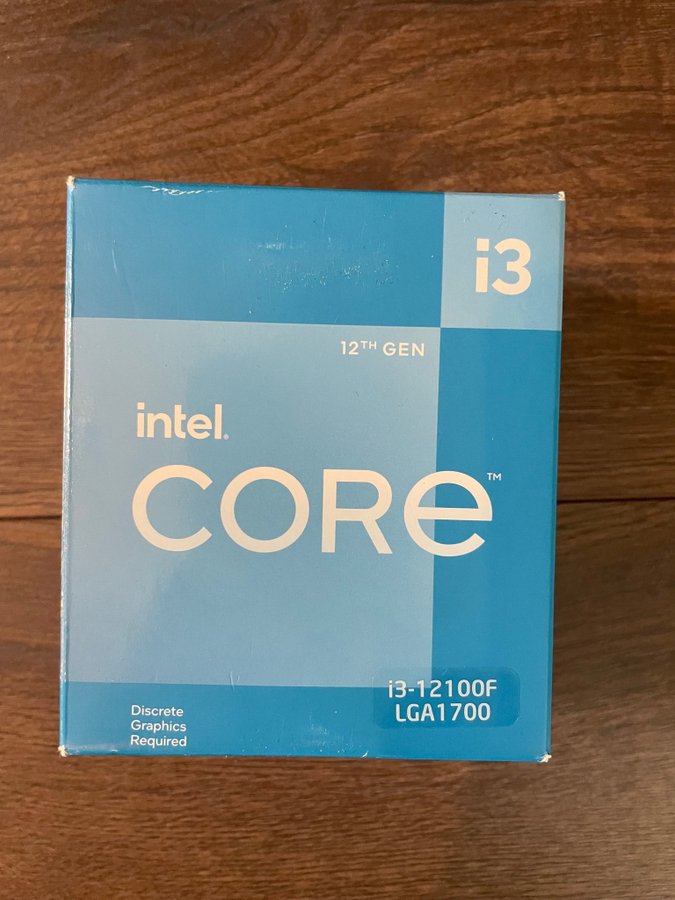 i3
12TH GEN
intel.
CORE™
i3-12100F
LGA1700
Discrete
Graphics
Required